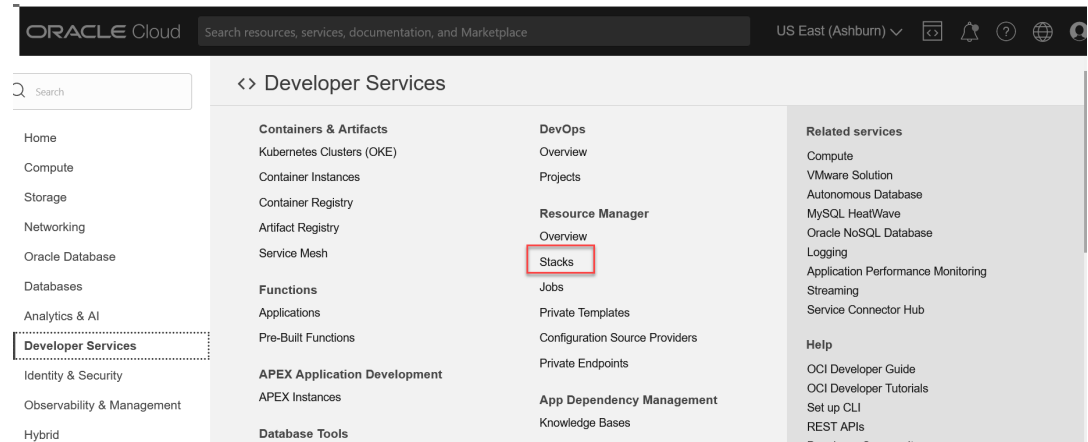 ORACLE Cloud
Search resources, services, documentation, and Marketplace
US East (Ashburn)
Search
Home
Compute
Storage
Networking
Oracle Database
Databases
Analytics & AI
Developer Services
Identity & Security
Observability & Management
Hybrid
Developer Services
Containers & Artifacts
Kubernetes Clusters (OKE)
Container Instances
Container Registry
Artifact Registry
Service Mesh
Functions
Applications
Pre-Built Functions
APEX Application Development
APEX Instances
Database Tools
DevOps
Overview
Projects
Resource Manager
Overview
Stacks
Jobs
Private Templates
Configuration Source Providers
Private Endpoints
App Dependency Management
Knowledge Bases
Related services
Compute
VMware Solution
Autonomous Database
MySQL HeatWave
Oracle NoSQL Database
Logging
Application Performance Monitoring
Streaming
Service Connector Hub
Help
OCI Developer Guide
OCI Developer Tutorials
Set up CLI
REST APIs